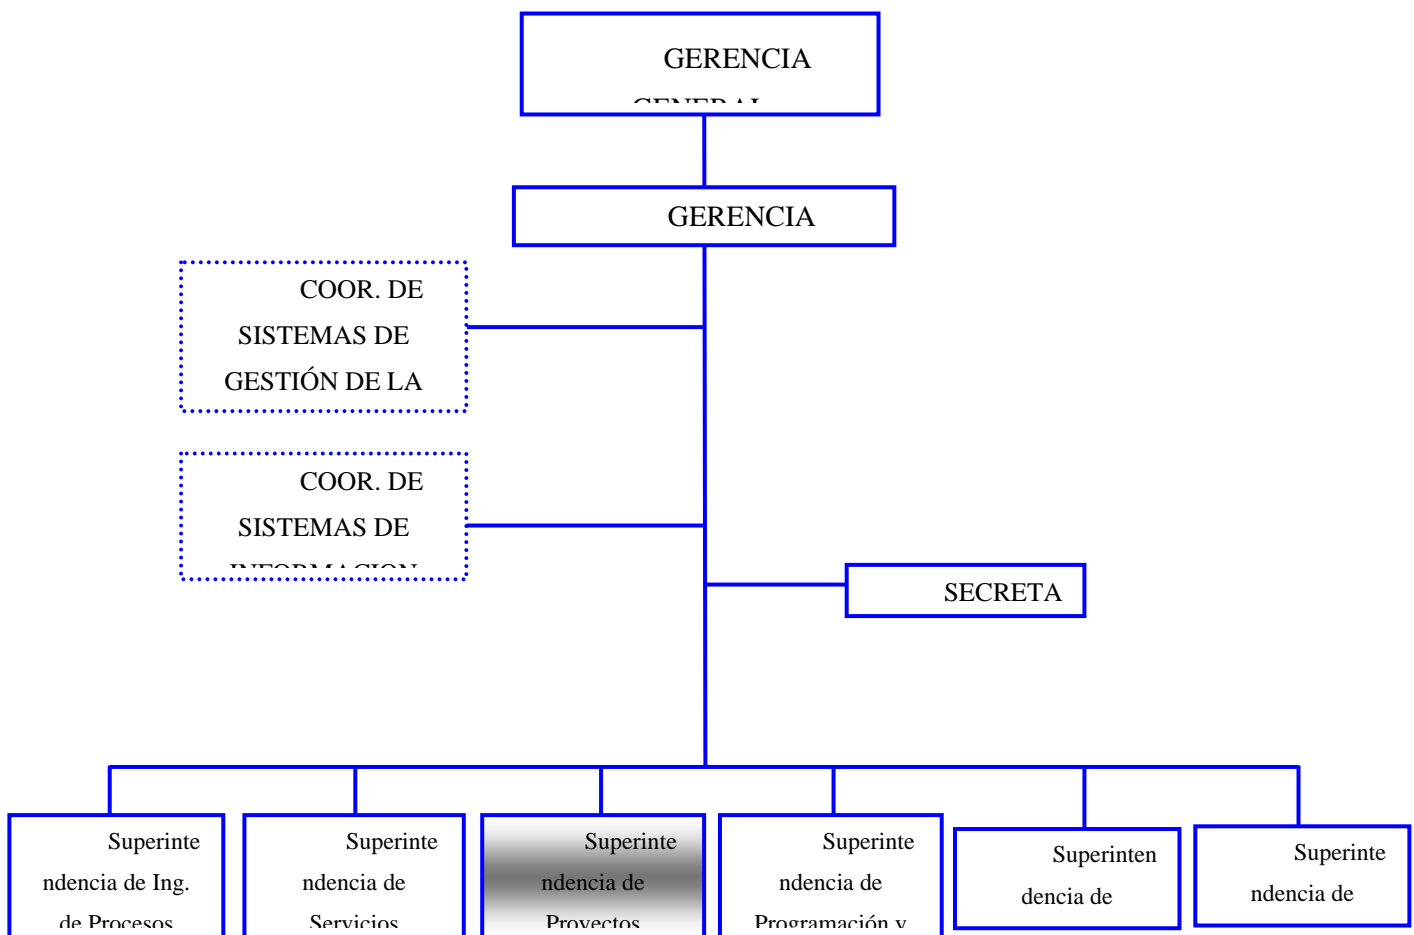 GERENCIA
GENERAL
GERENCIA
COOR. DE
SISTEMAS DE
GESTIÓN DE LA
COOR. DE
SISTEMAS DE
INFORMACION
SECRETA
Superinte
ndencia de Ing.
de Procesos
Superinte
ndencia de
Servicios
Superinte
ndencia de
Proyectos
Superinte
ndencia de
Programación y
Superinten
dencia de
Superinte
ndencia de